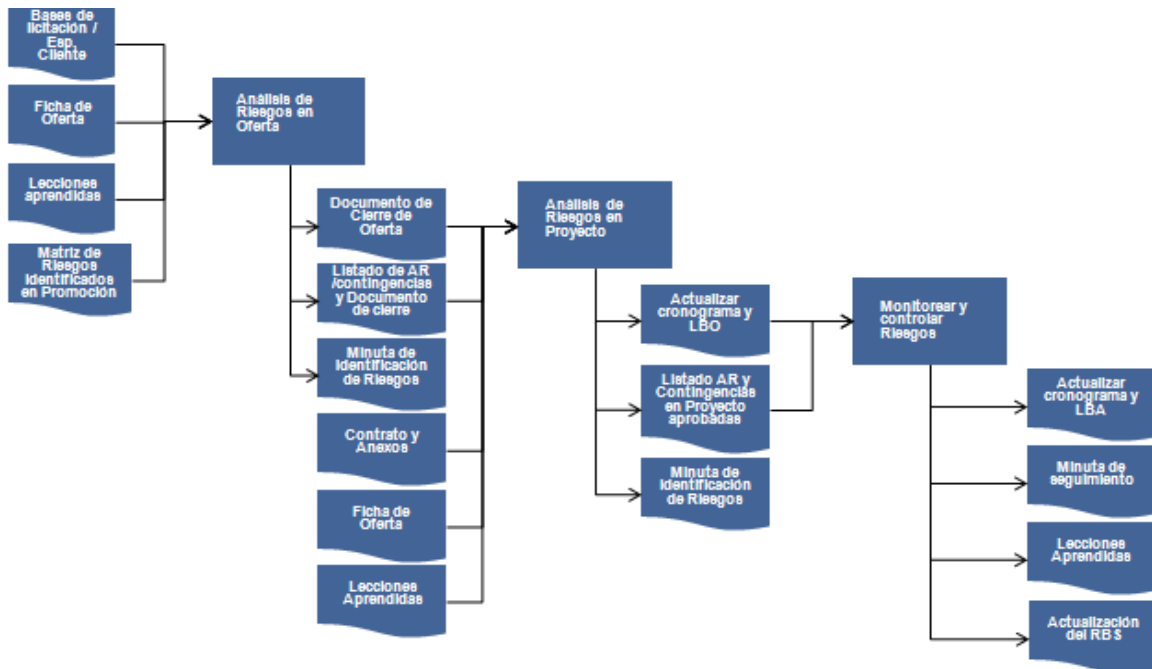 Bases de
licitación /
Esp.
Cliente
Ficha de
Oferta
Lecciones
aprendidas
Matriz de
Riesgos
Identificados
en Promoción
Análisis de
Riesgos en
Oferta
Documento de
Cierre de
Oferta
Listado de AR
/contingencias
y Documento
de cierre
Minuta de
Identificación
de Riesgos
Contrato y
Anexos
Ficha de
Oferta
Lecciones
Aprendidas
Análisis de
Riesgos en
Proyecto
Actualizar
cronograma y
LBO
Listado AR y
Contingencias
en Proyecto
aprobadas
Minuta de
Identificación
de Riesgos
Monitorear y
controlar
Riesgos
Actualizar
cronograma y
LBA
Minuta de
seguimiento
Lecciones
Aprendidas
Actualización
del RBS